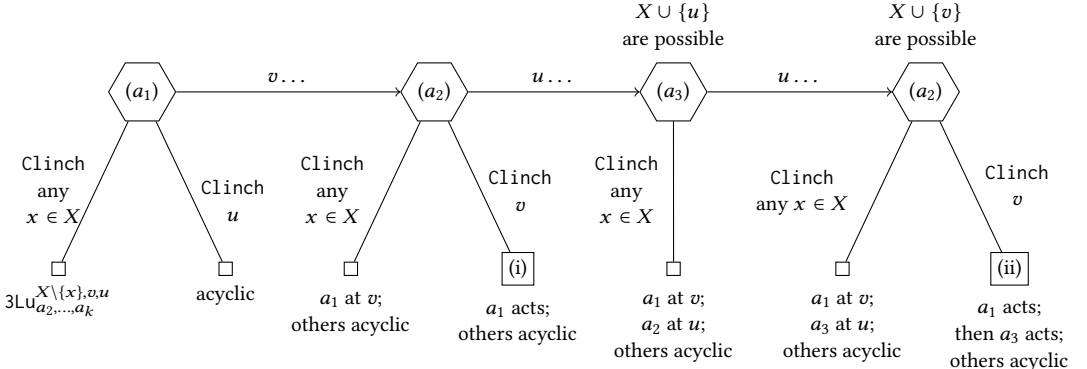 X ∪ {u}
are possible
X ∪ {v}
are possible
(a₁)
v . . .
(a₂)
u . . .
(a₃)
u . . .
(a₂)
Clinch
any
x ∈ X
Clinch
u
Clinch
any
x ∈ X
Clinch
v
Clinch
any
x ∈ X
Clinch
any x ∈ X
Clinch
v
(i)
(ii)
3Lu^{X\{x},v,u}_{a₂,...,a_k}
acyclic
a₁ at v;
others acyclic
a₁ acts;
others acyclic
a₁ at v;
a₂ at u;
others acyclic
a₁ at v;
a₃ at u;
others acyclic
a₁ acts;
then a₃ acts;
others acyclic